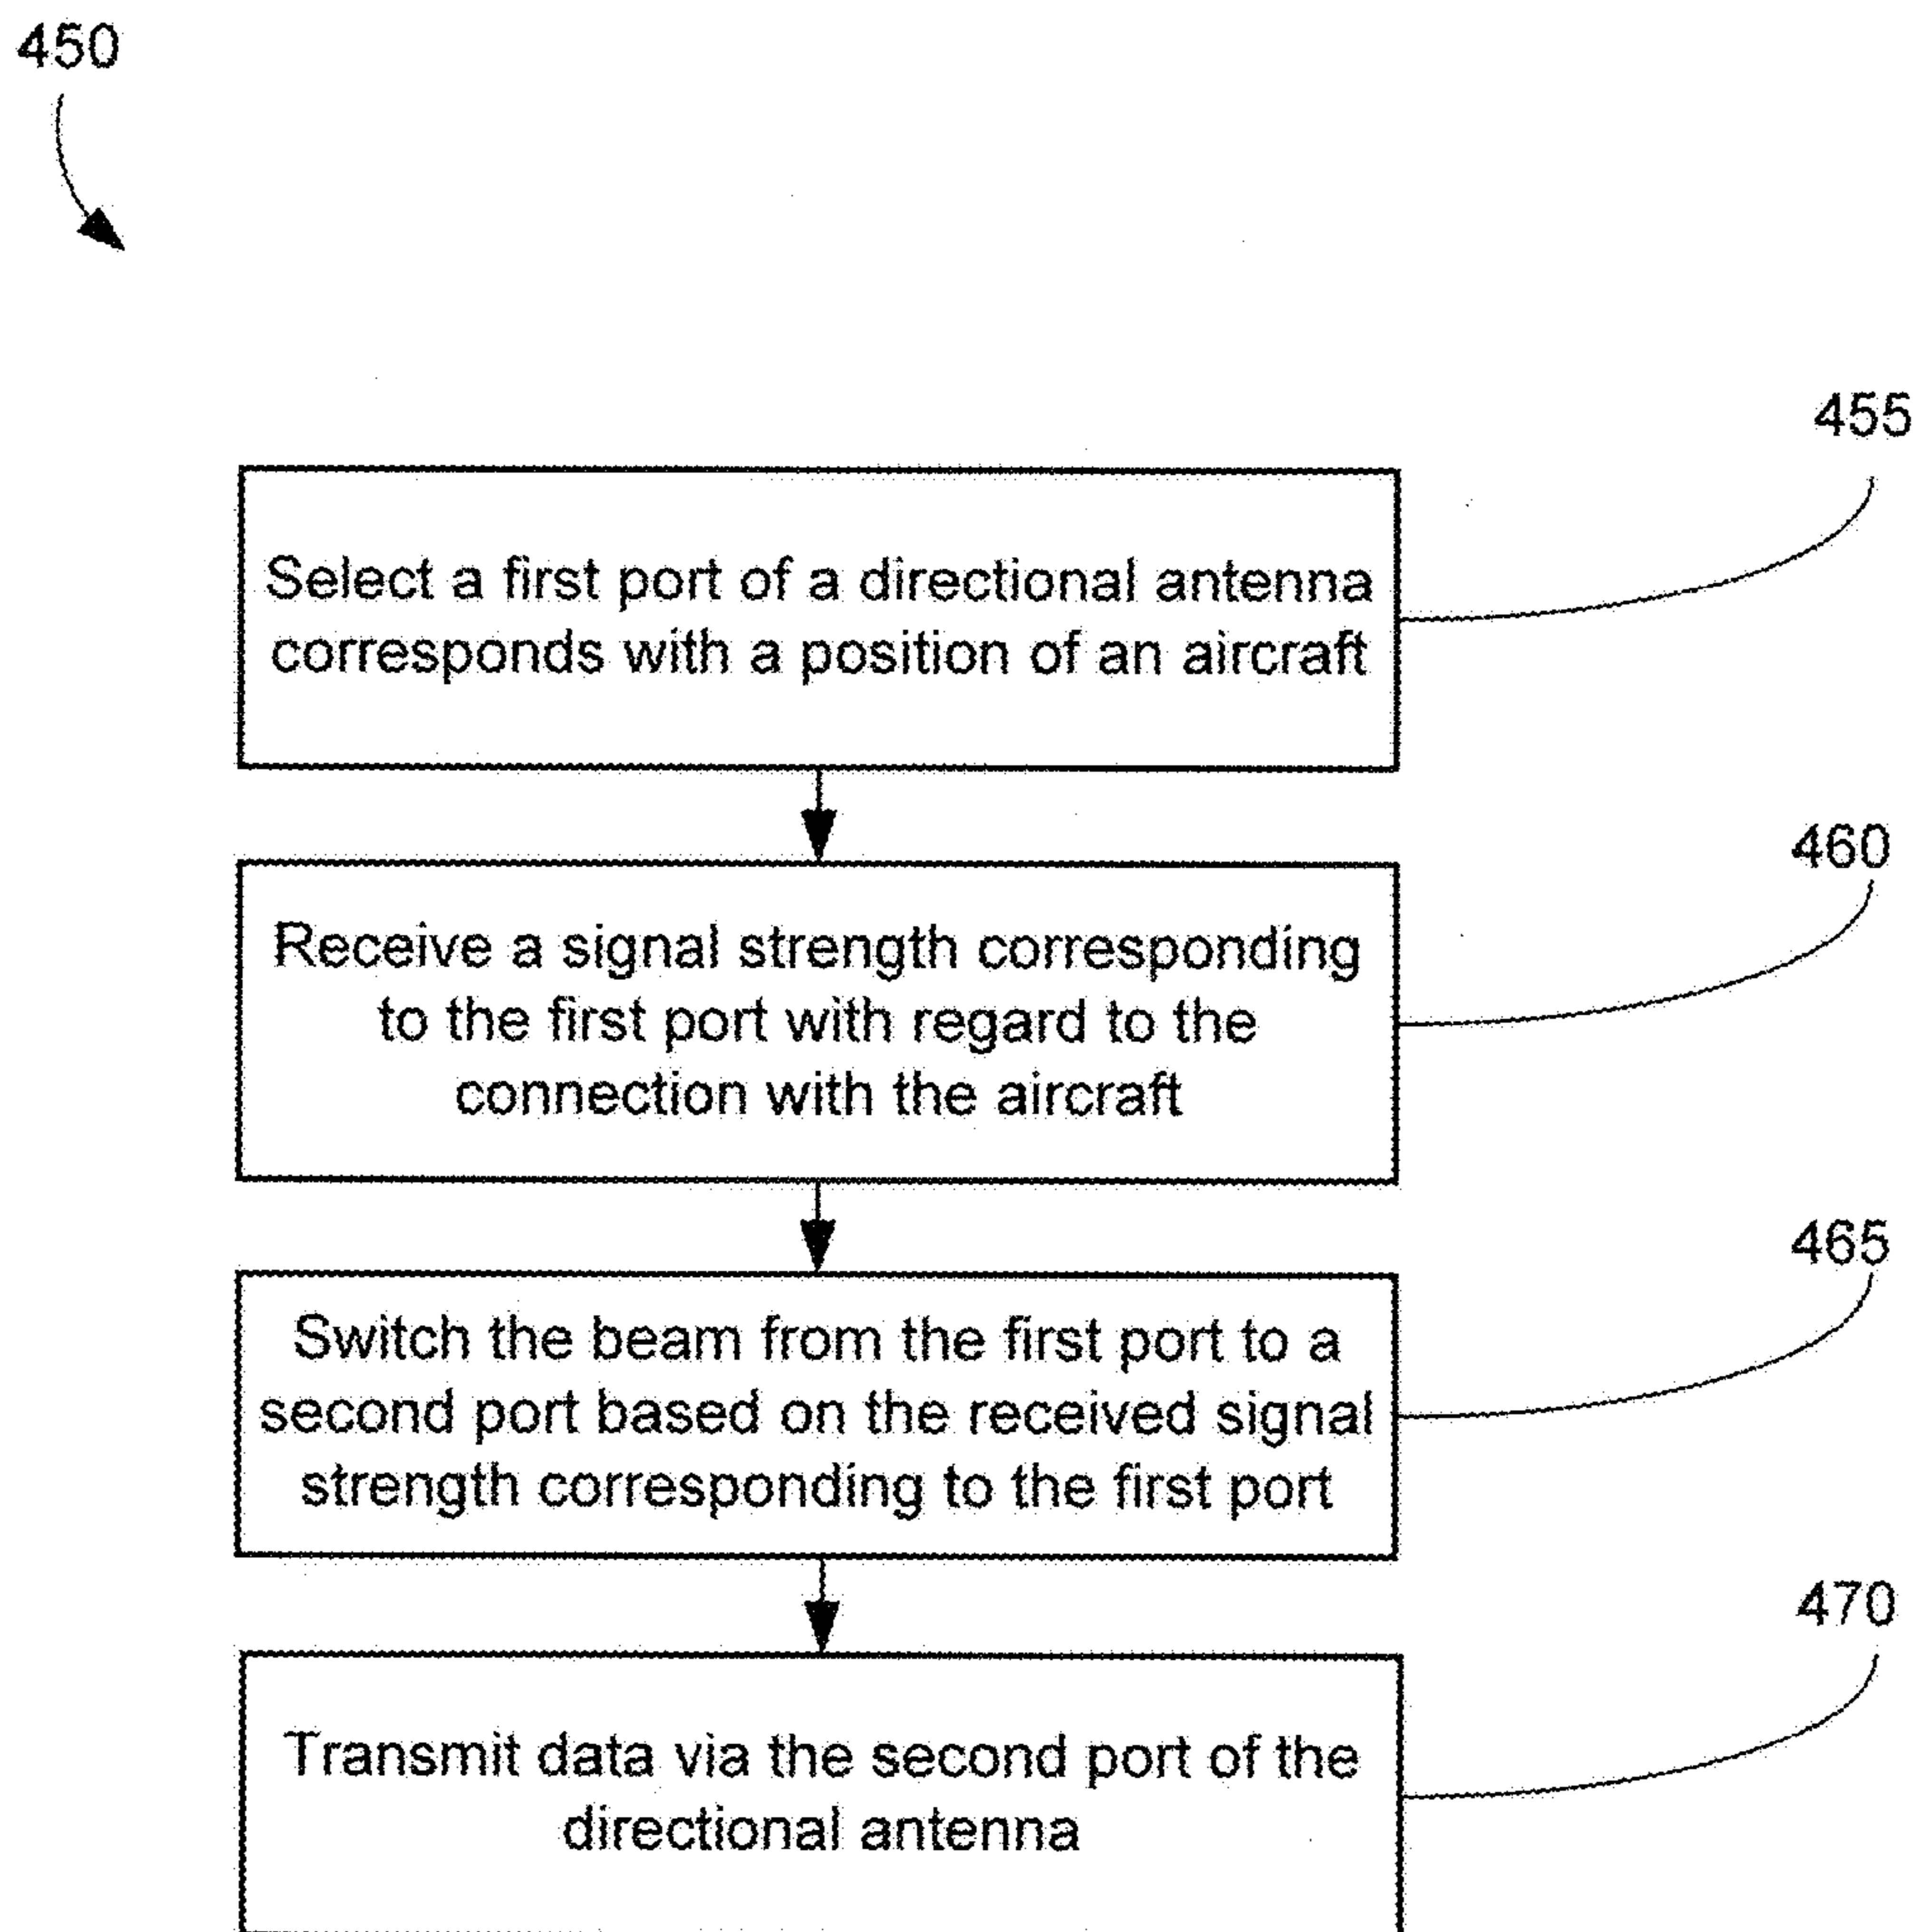 450
455
Select a first port of a directional antenna
corresponds with a position of an aircraft
460
Receive a signal strength corresponding
to the first port with regard to the
connection with the aircraft
465
Switch the beam from the first port to a
second port based on the received signal
strength corresponding to the first port
470
Transmit data via the second port of the
directional antenna